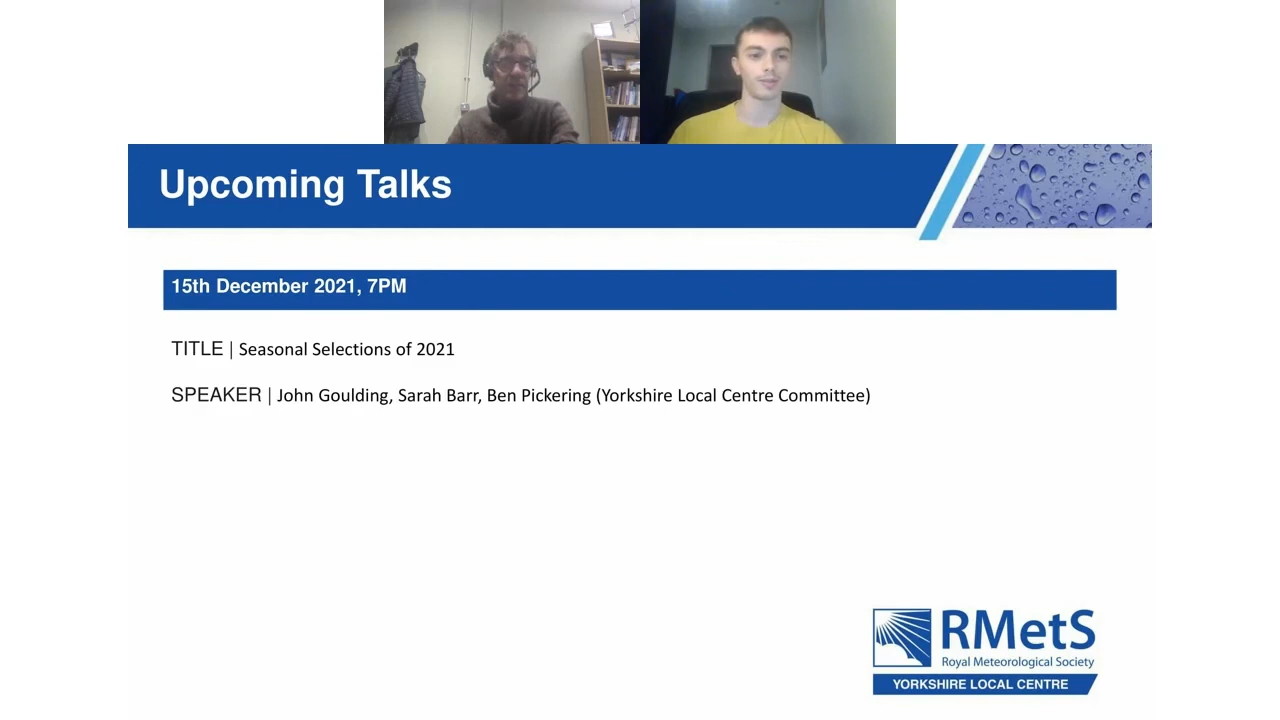 Upcoming Talks
15th December 2021, 7PM
TITLE | Seasonal Selections of 2021
SPEAKER | John Goulding, Sarah Barr, Ben Pickering (Yorkshire Local Centre Committee)
RMetS
Royal Meteorological Society
YORKSHIRE LOCAL CENTRE